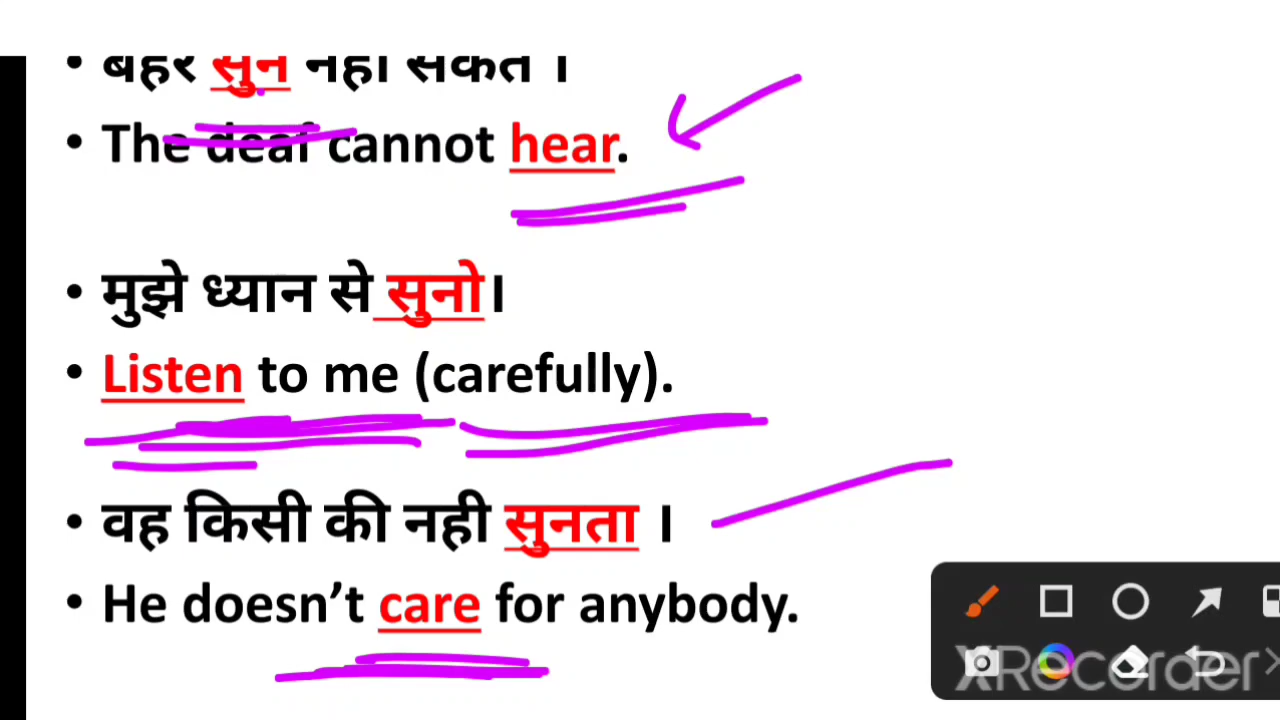 • बहरे सुन नहीं सकते ।
• The deaf cannot hear.
• मुझे ध्यान से सुनो।
• Listen to me (carefully).
• वह किसी की नही सुनता ।
• He doesn’t care for anybody.
XRecorder